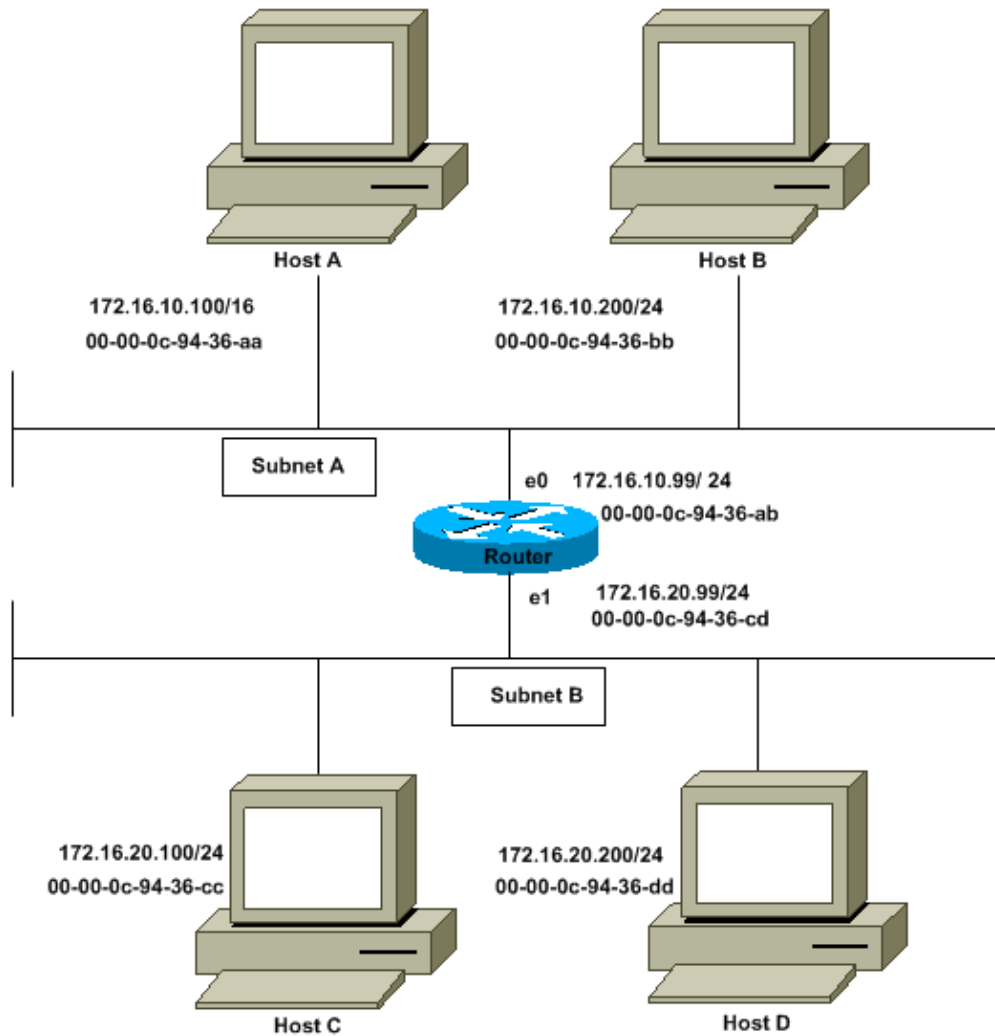 Host A
Host B
172.16.10.100/16
00-00-0c-94-36-aa
172.16.10.200/24
00-00-0c-94-36-bb
Subnet A
e0
172.16.10.99/ 24
00-00-0c-94-36-ab
Router
e1
172.16.20.99/24
00-00-0c-94-36-cd
Subnet B
172.16.20.100/24
00-00-0c-94-36-cc
172.16.20.200/24
00-00-0c-94-36-dd
Host C
Host D